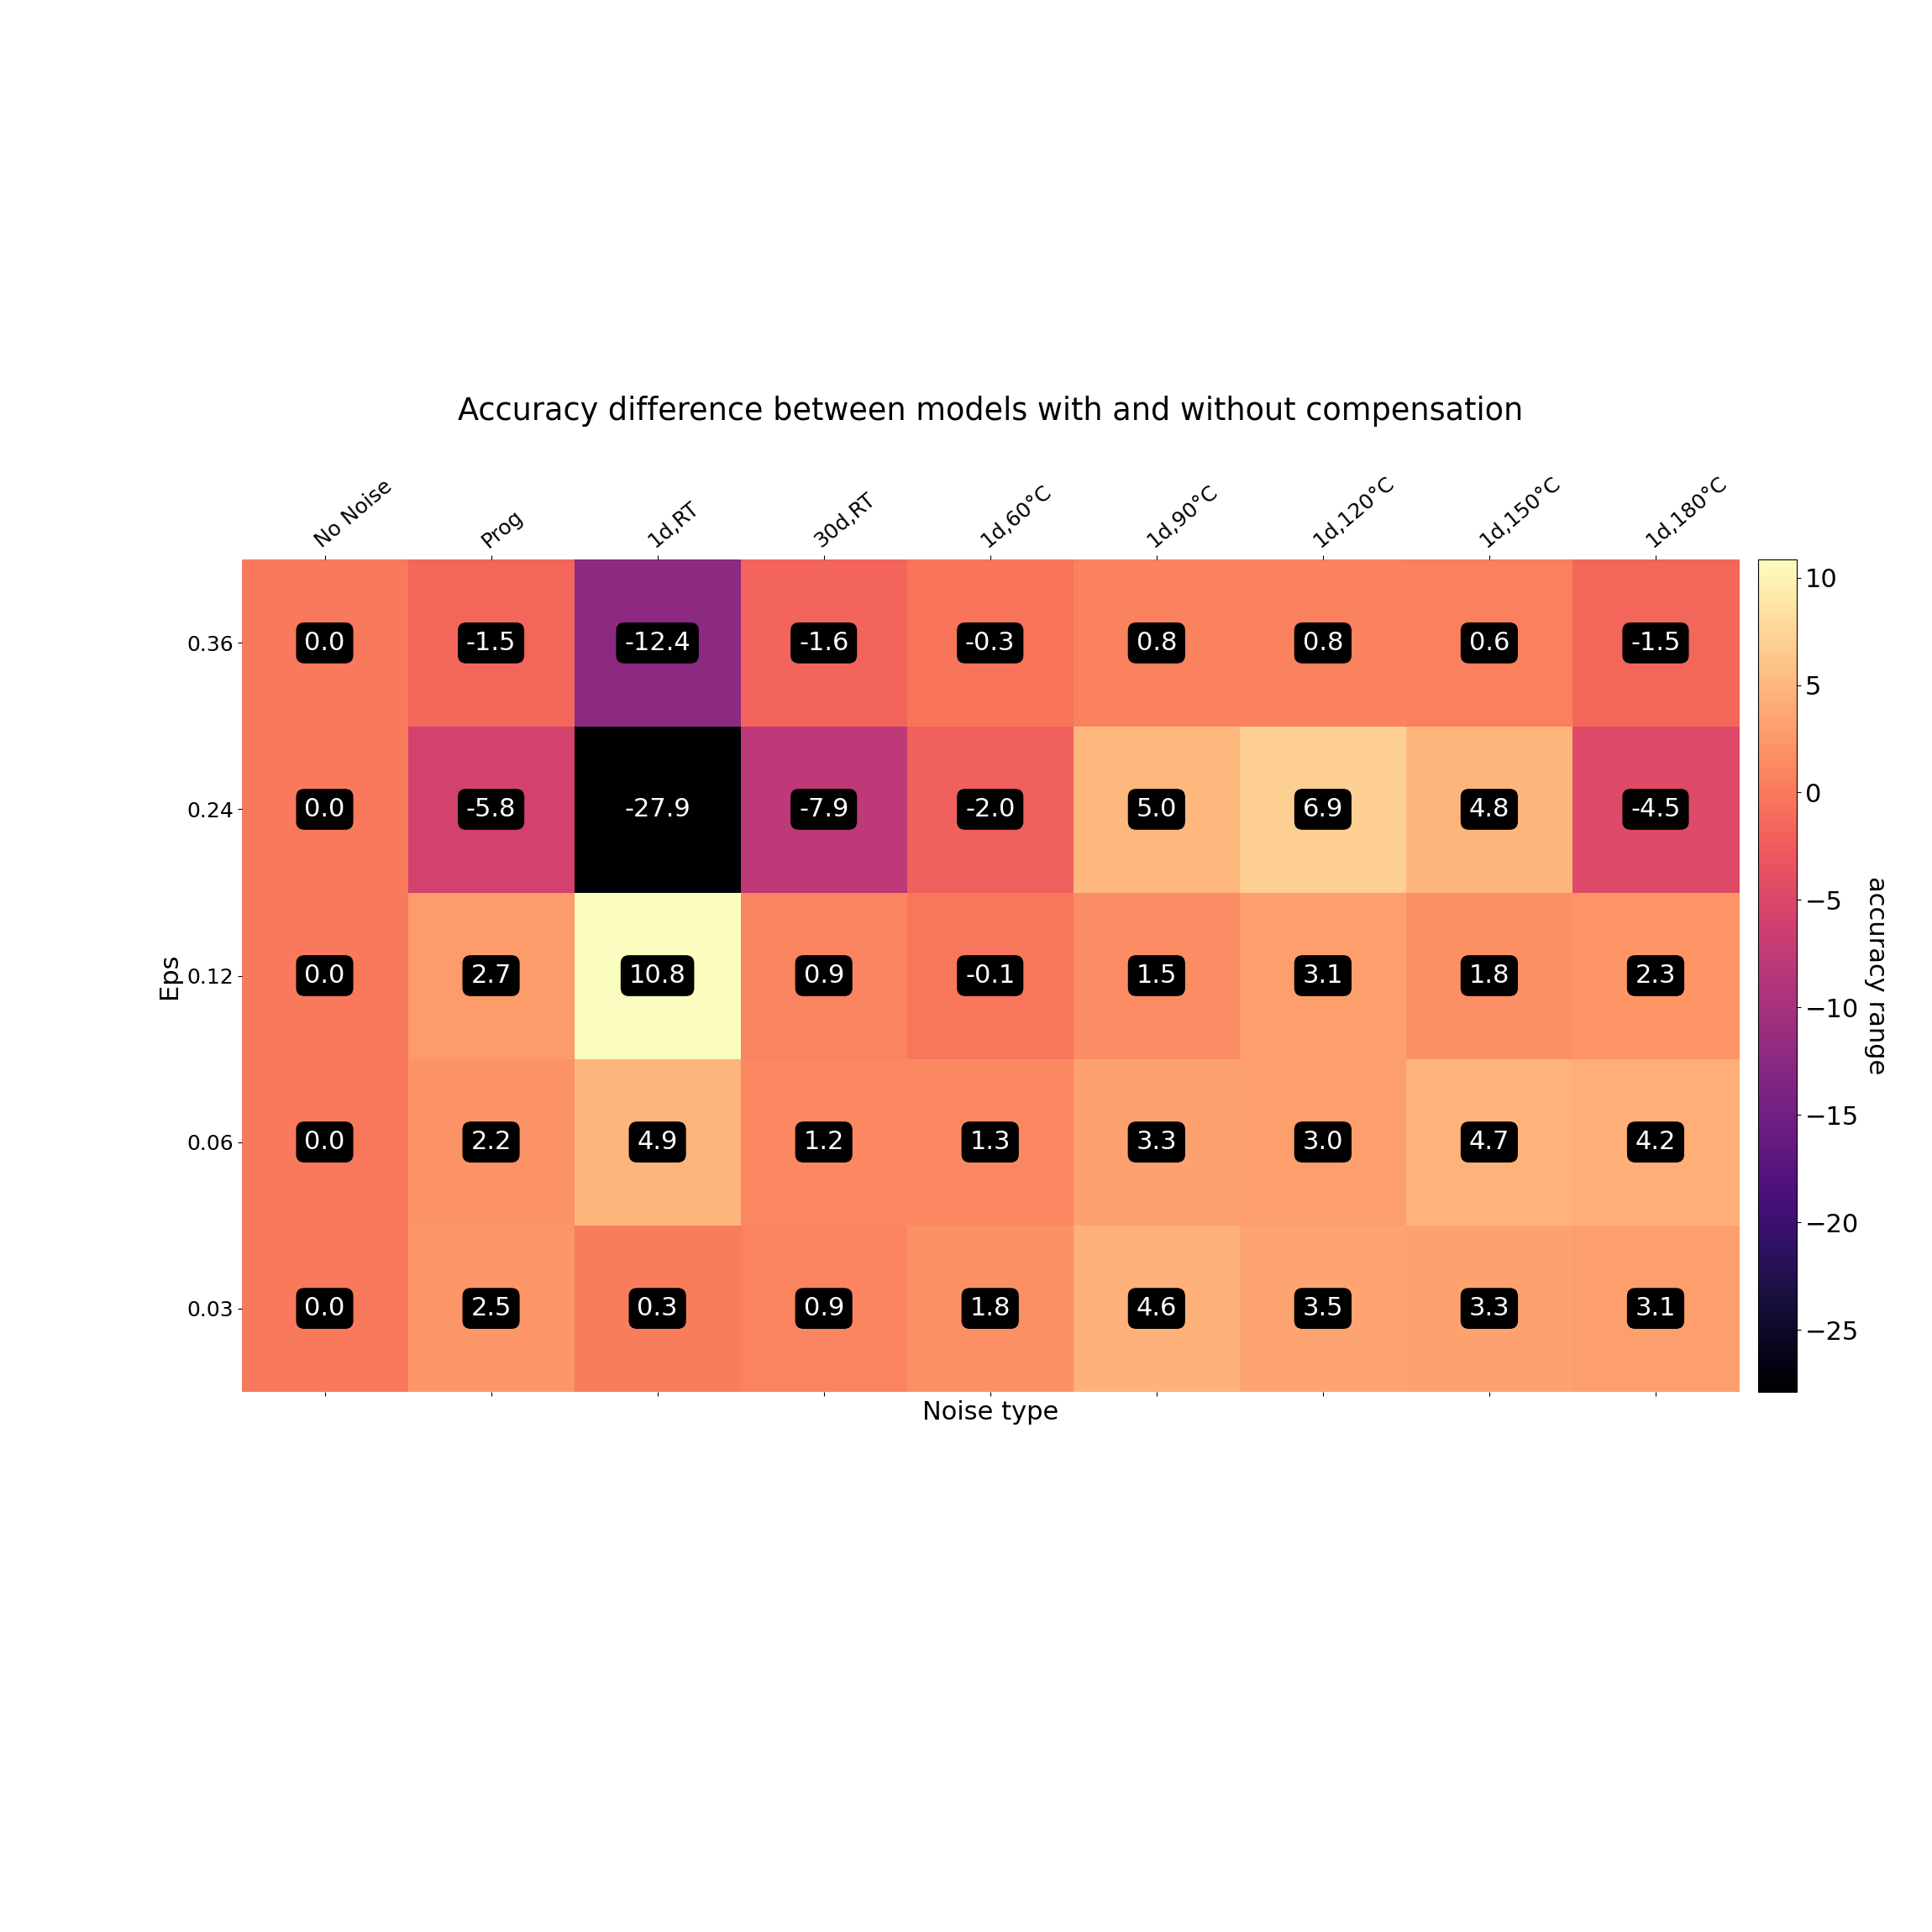 Accuracy difference between models with and without compensation
No Noise Prog 1d,RT 30d,RT 1d,60°C 1d,90°C 1d,120°C 1d,150°C 1d,180°C
0.36 0.0 -1.5 -12.4 -1.6 -0.3 0.8 0.8 0.6 -1.5
0.24 0.0 -5.8 -27.9 -7.9 -2.0 5.0 6.9 4.8 -4.5
0.12 0.0 2.7 10.8 0.9 -0.1 1.5 3.1 1.8 2.3
0.06 0.0 2.2 4.9 1.2 1.3 3.3 3.0 4.7 4.2
0.03 0.0 2.5 0.3 0.9 1.8 4.6 3.5 3.3 3.1
Eps
Noise type
10
5
0
−5
−10
−15
−20
−25
accuracy range